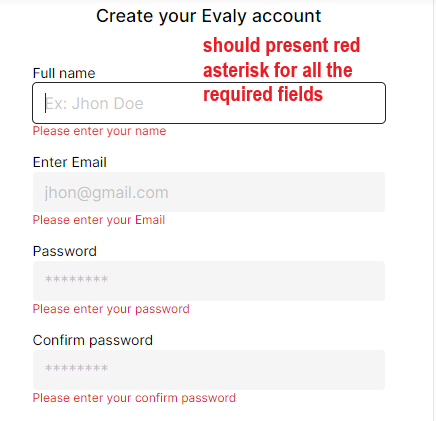 Create your Evaly account
should present red
asterisk for all the
required fields
Full name
Ex: Jhon Doe
Please enter your name
Enter Email
jhon@gmail.com
Please enter your Email
Password
********
Please enter your password
Confirm password
********
Please enter your confirm password